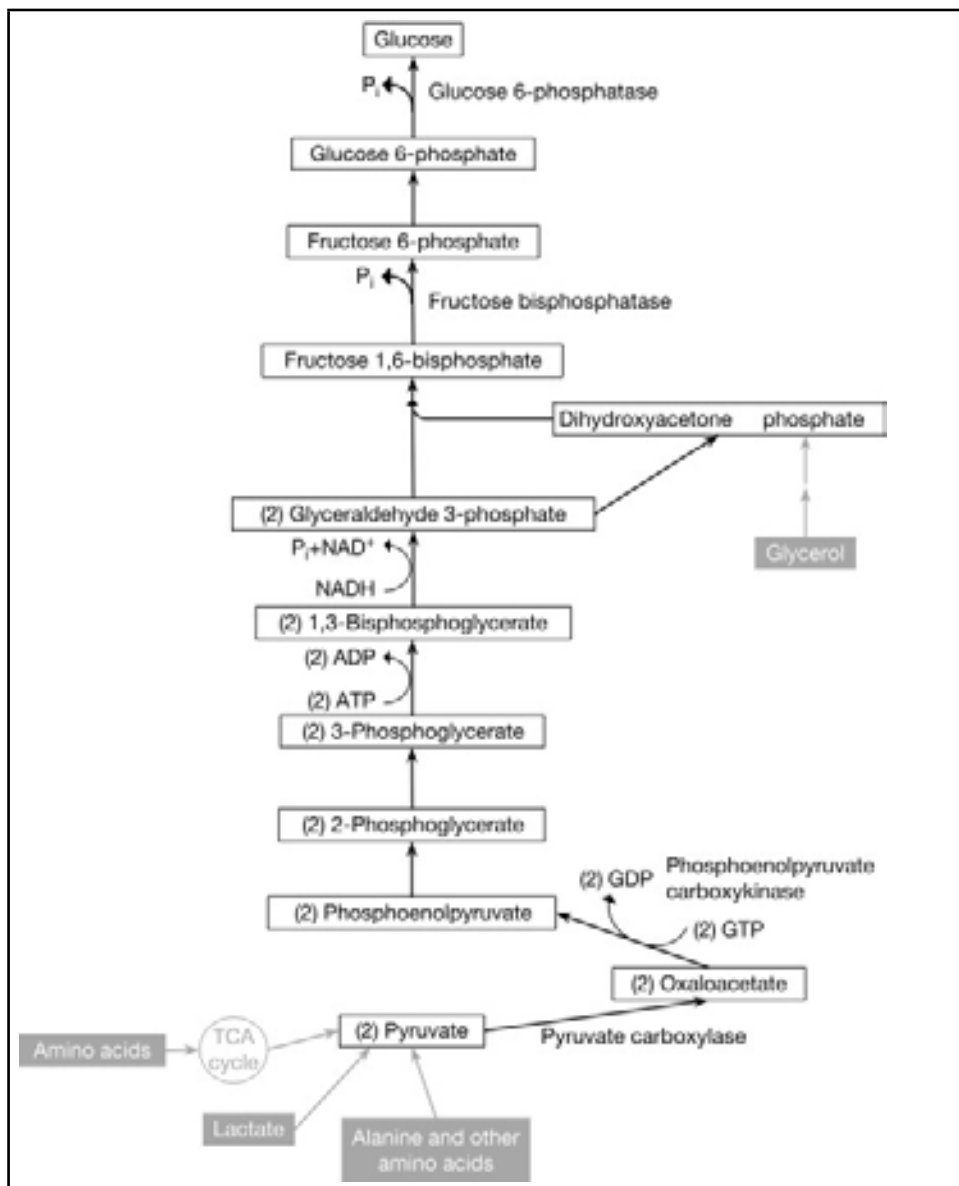 Glucose
Pi
Glucose 6-phosphatase
Glucose 6-phosphate
Fructose 6-phosphate
Pi
Fructose bisphosphatase
Fructose 1,6-bisphosphate
Dihydroxyacetone phosphate
(2) Glyceraldehyde 3-phosphate
Pi+NAD+
Glycerol
NADH
(2) 1,3-Bisphosphoglycerate
(2) ADP
(2) ATP
(2) 3-Phosphoglycerate
(2) 2-Phosphoglycerate
Phosphoenolpyruvate
carboxykinase
(2) GDP
(2) Phosphoenolpyruvate
(2) GTP
(2) Oxaloacetate
(2) Pyruvate
Pyruvate carboxylase
Amino acids
TCA
cycle
Lactate
Alanine and other
amino acids